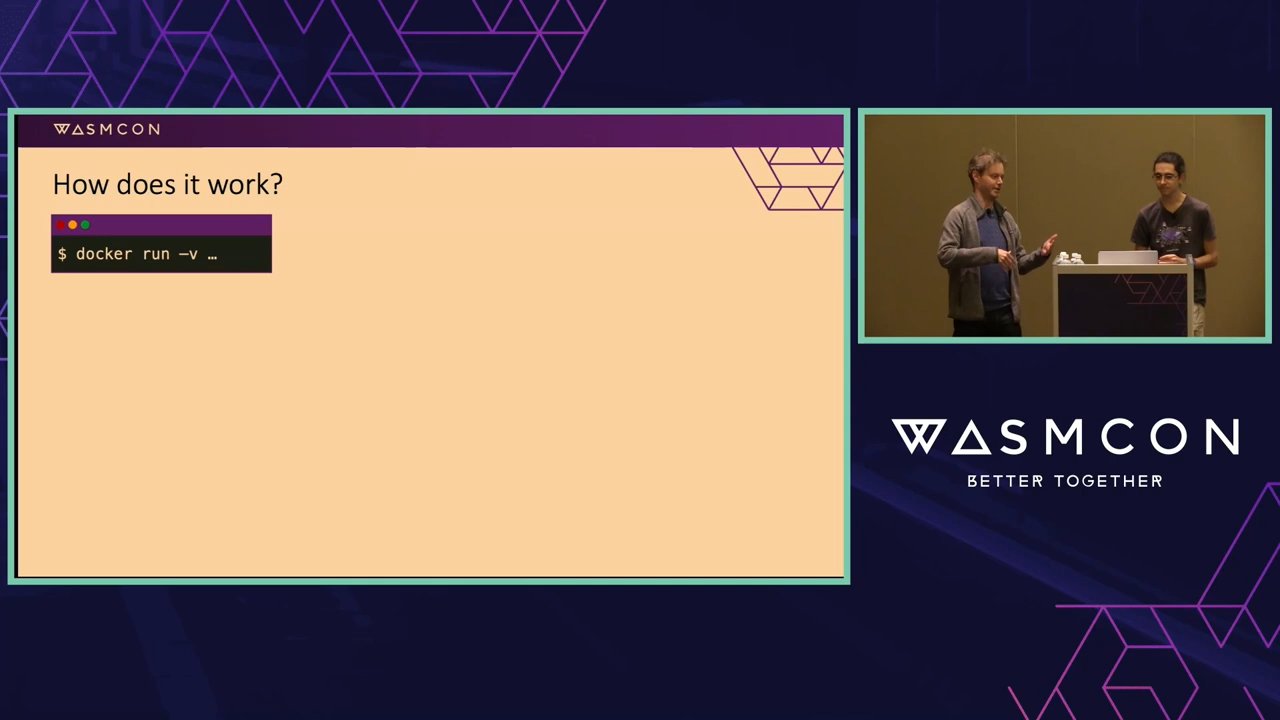 WASMCON
How does it work?
$ docker run –v …
WASMCON
BETTER TOGETHER